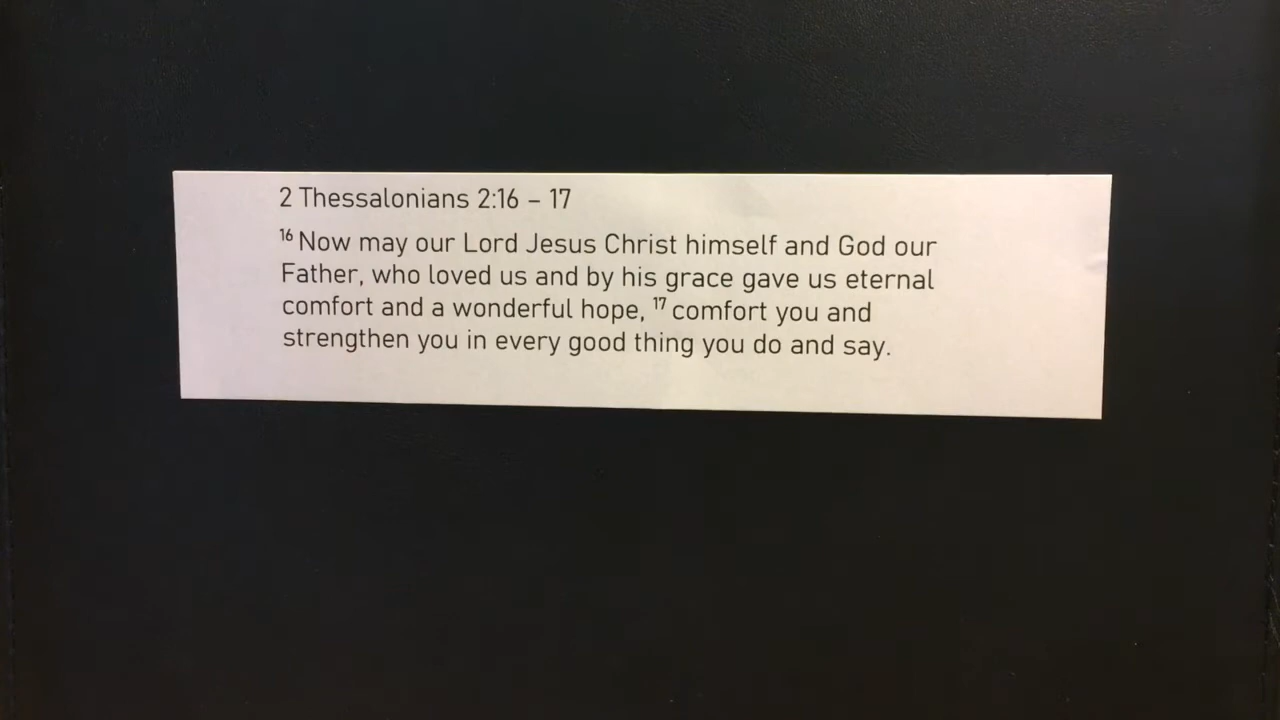 2 Thessalonians 2:16 – 17
¹⁶ Now may our Lord Jesus Christ himself and God our
Father, who loved us and by his grace gave us eternal
comfort and a wonderful hope, ¹⁷ comfort you and
strengthen you in every good thing you do and say.